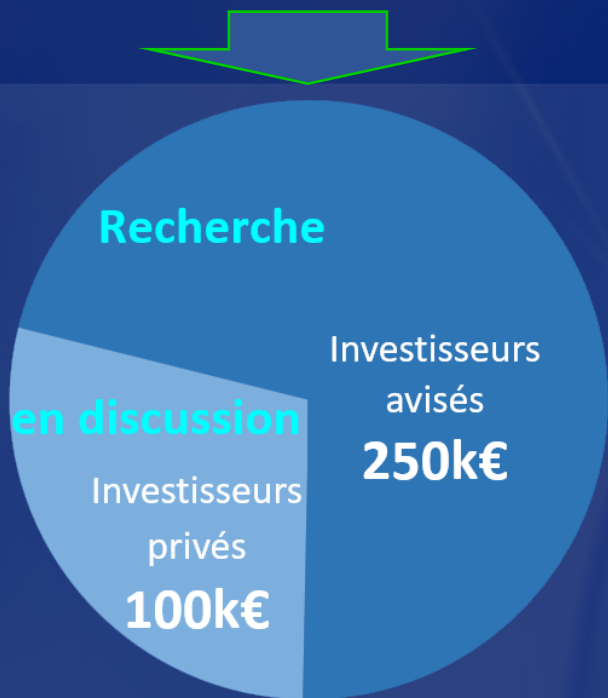 Recherche
Investisseurs
avisés
250k€
en discussion
Investisseurs
privés
100k€